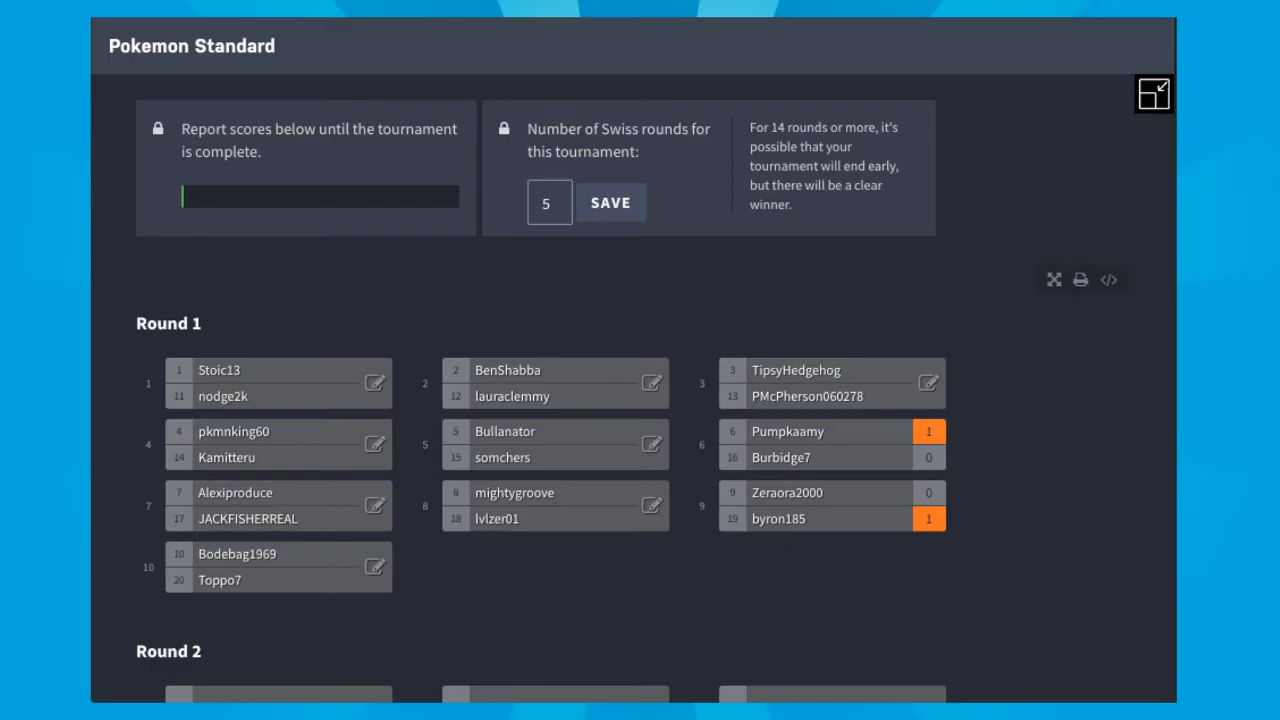 Pokemon Standard
Report scores below until the tournament
is complete.
Number of Swiss rounds for
this tournament:
5
SAVE
For 14 rounds or more, it's
possible that your
tournament will end early,
but there will be a clear
winner.
</>
Round 1
1
1 Stoic13
11 nodge2k
2
2 BenShabba
12 lauraclemmy
3
3 TipsyHedgehog
13 PMcPherson060278
4
4 pkmnking60
14 Kamitteru
5
5 Bullanator
15 somchers
6
6 Pumpkaamy 1
16 Burbidge7 0
7
7 Alexiproduce
17 JACKFISHERREAL
8
8 mightygroove
18 lvlzer01
9
9 Zeraora2000 0
19 byron185 1
10
10 Bodebag1969
20 Toppo7
Round 2